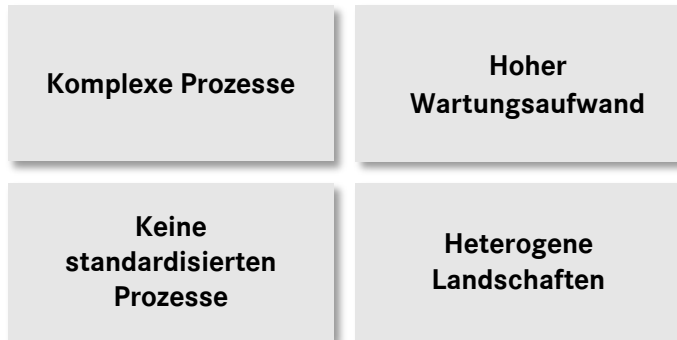 Komplexe Prozesse
Hoher
Wartungsaufwand
Keine
standardisierten
Prozesse
Heterogene
Landschaften